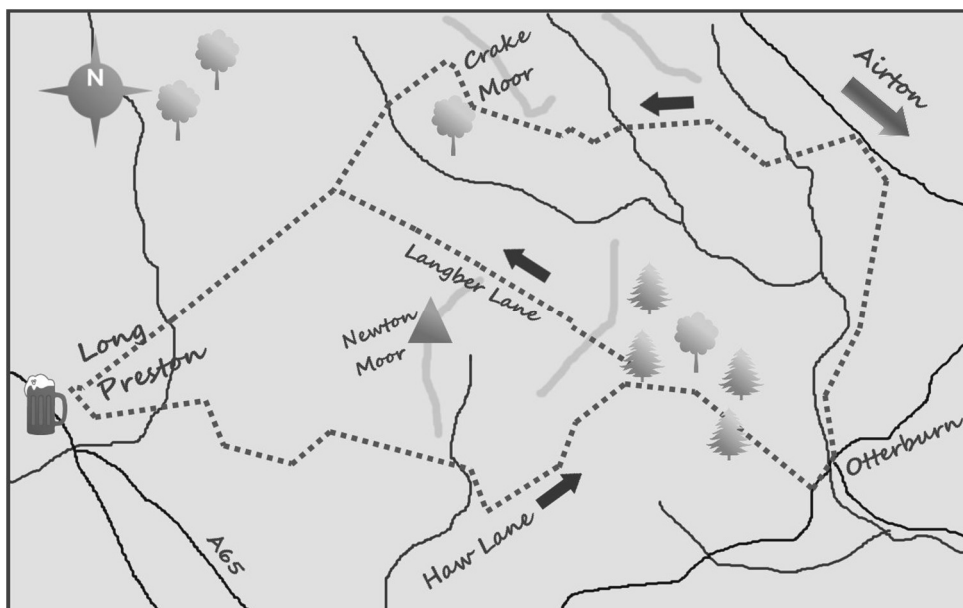 N
Crake
Moor
Airton
Langber Lane
Newton
Moor
Long
Preston
Otterburn
Haw Lane
A65